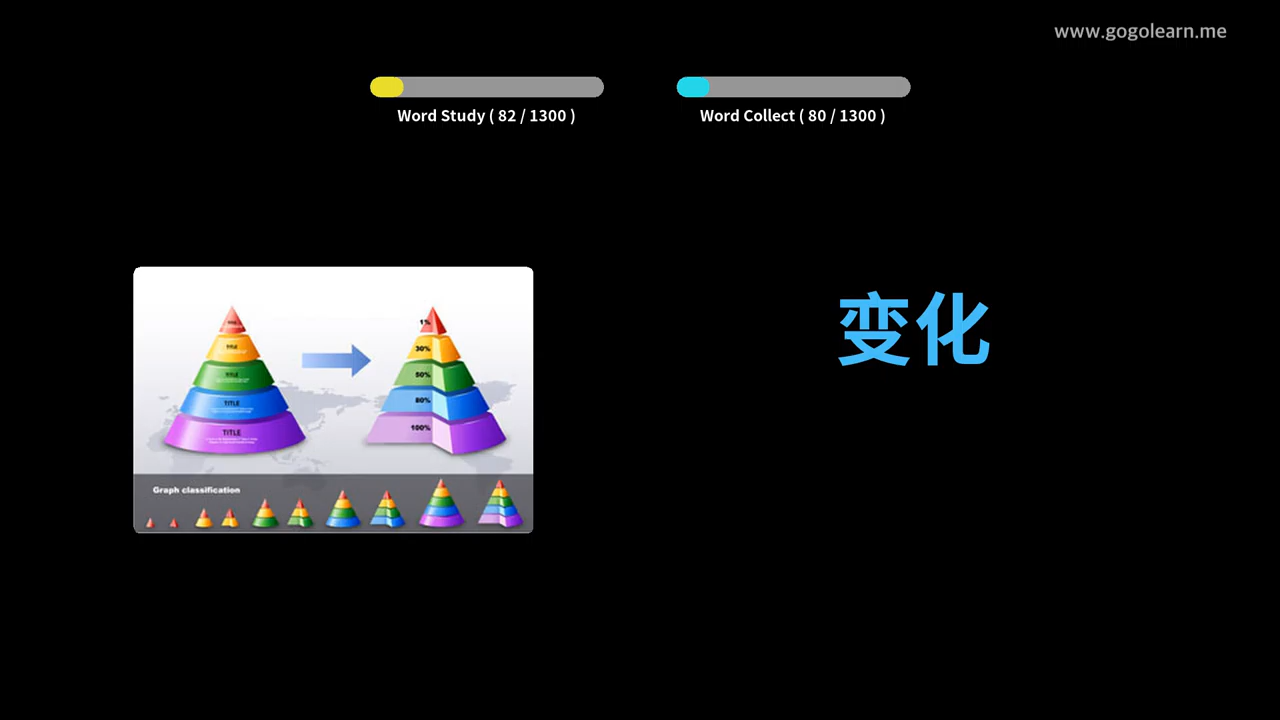 www.gogolearn.me
Word Study ( 82 / 1300 )
Word Collect ( 80 / 1300 )
变化
1%
30%
TITLE
50%
TITLE
80%
TITLE
100%
TITLE
Graph classification